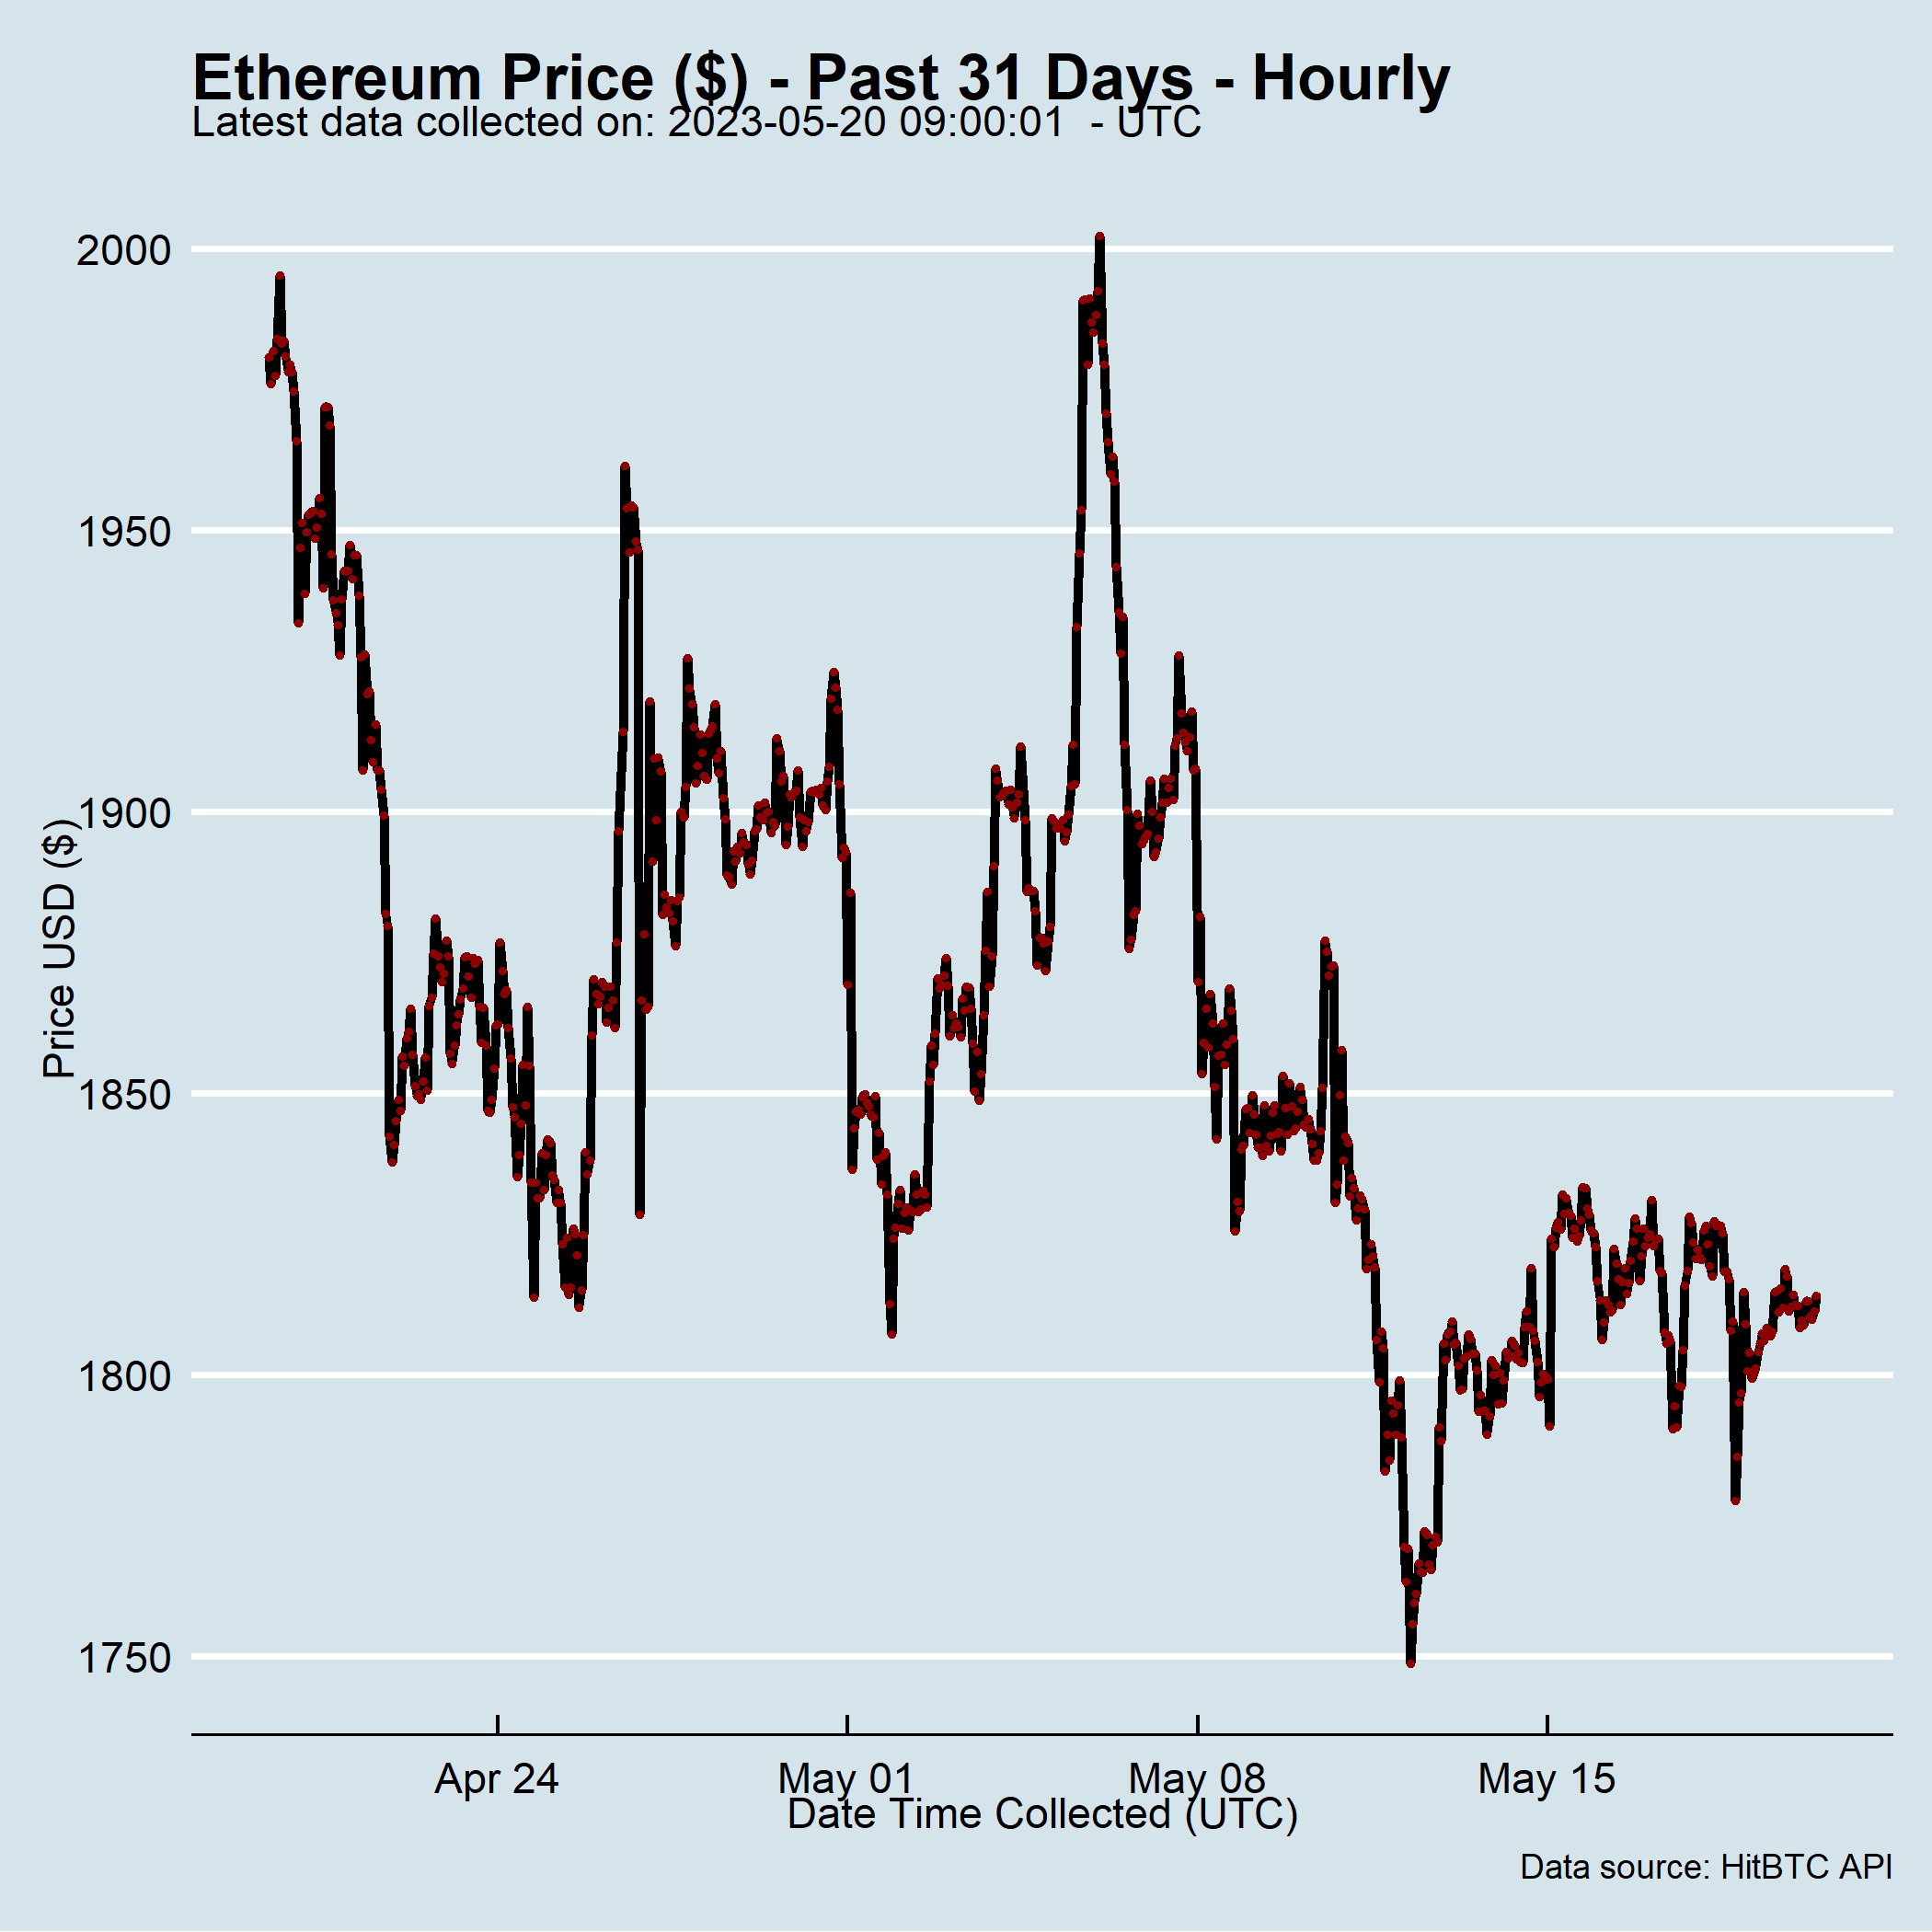 Ethereum Price ($) - Past 31 Days - Hourly
Latest data collected on: 2023-05-20 09:00:01  - UTC
2000
1950
1900
1850
1800
1750
Price USD ($)
Apr 24 May 01 May 08 May 15
Date Time Collected (UTC)
Data source: HitBTC API